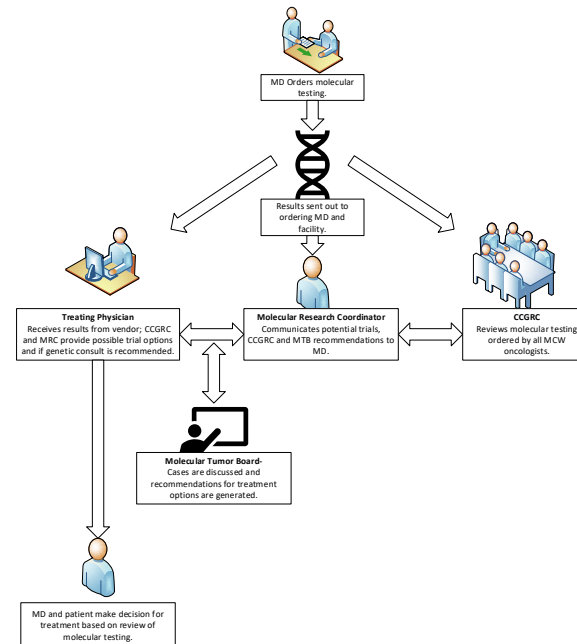 MD Orders molecular
testing.
Results sent out to
ordering MD and
facility.
Treating Physician
Receives results from vendor; CCGRC
and MRC provide possible trial options
and if genetic consult is recommended.
Molecular Research Coordinator
Communicates potential trials,
CCGRC and MTB recommendations to
MD.
CCGRC
Reviews molecular testing
ordered by all MCW
oncologists.
Molecular Tumor Board-
Cases are discussed and
recommendations for treatment
options are generated.
MD and patient make decision for
treatment based on review of
molecular testing.